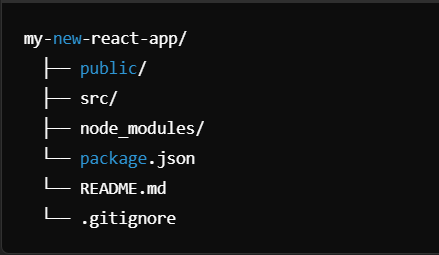 my-new-react-app/
├── public/
├── src/
├── node_modules/
└── package.json
└── README.md
└── .gitignore